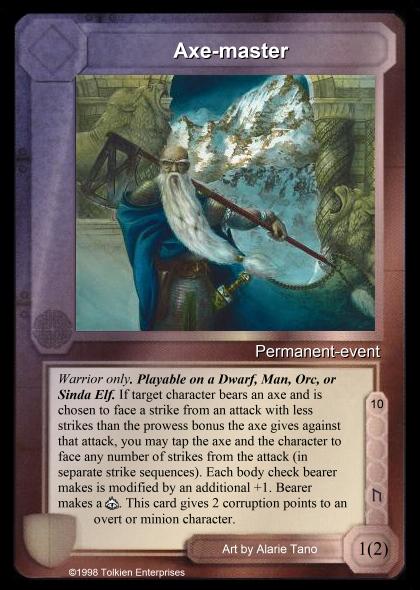 Axe-master
Permanent-event
Warrior only. Playable on a Dwarf, Man, Orc, or
Sinda Elf. If target character bears an axe and is
chosen to face a strike from an attack with less
strikes than the prowess bonus the axe gives against
that attack, you may tap the axe and the character to
face any number of strikes from the attack (in
separate strike sequences). Each body check bearer
makes is modified by an additional +1. Bearer
makes a . This card gives 2 corruption points to an
overt or minion character.
10
Art by Alarie Tano
1(2)
©1998 Tolkien Enterprises